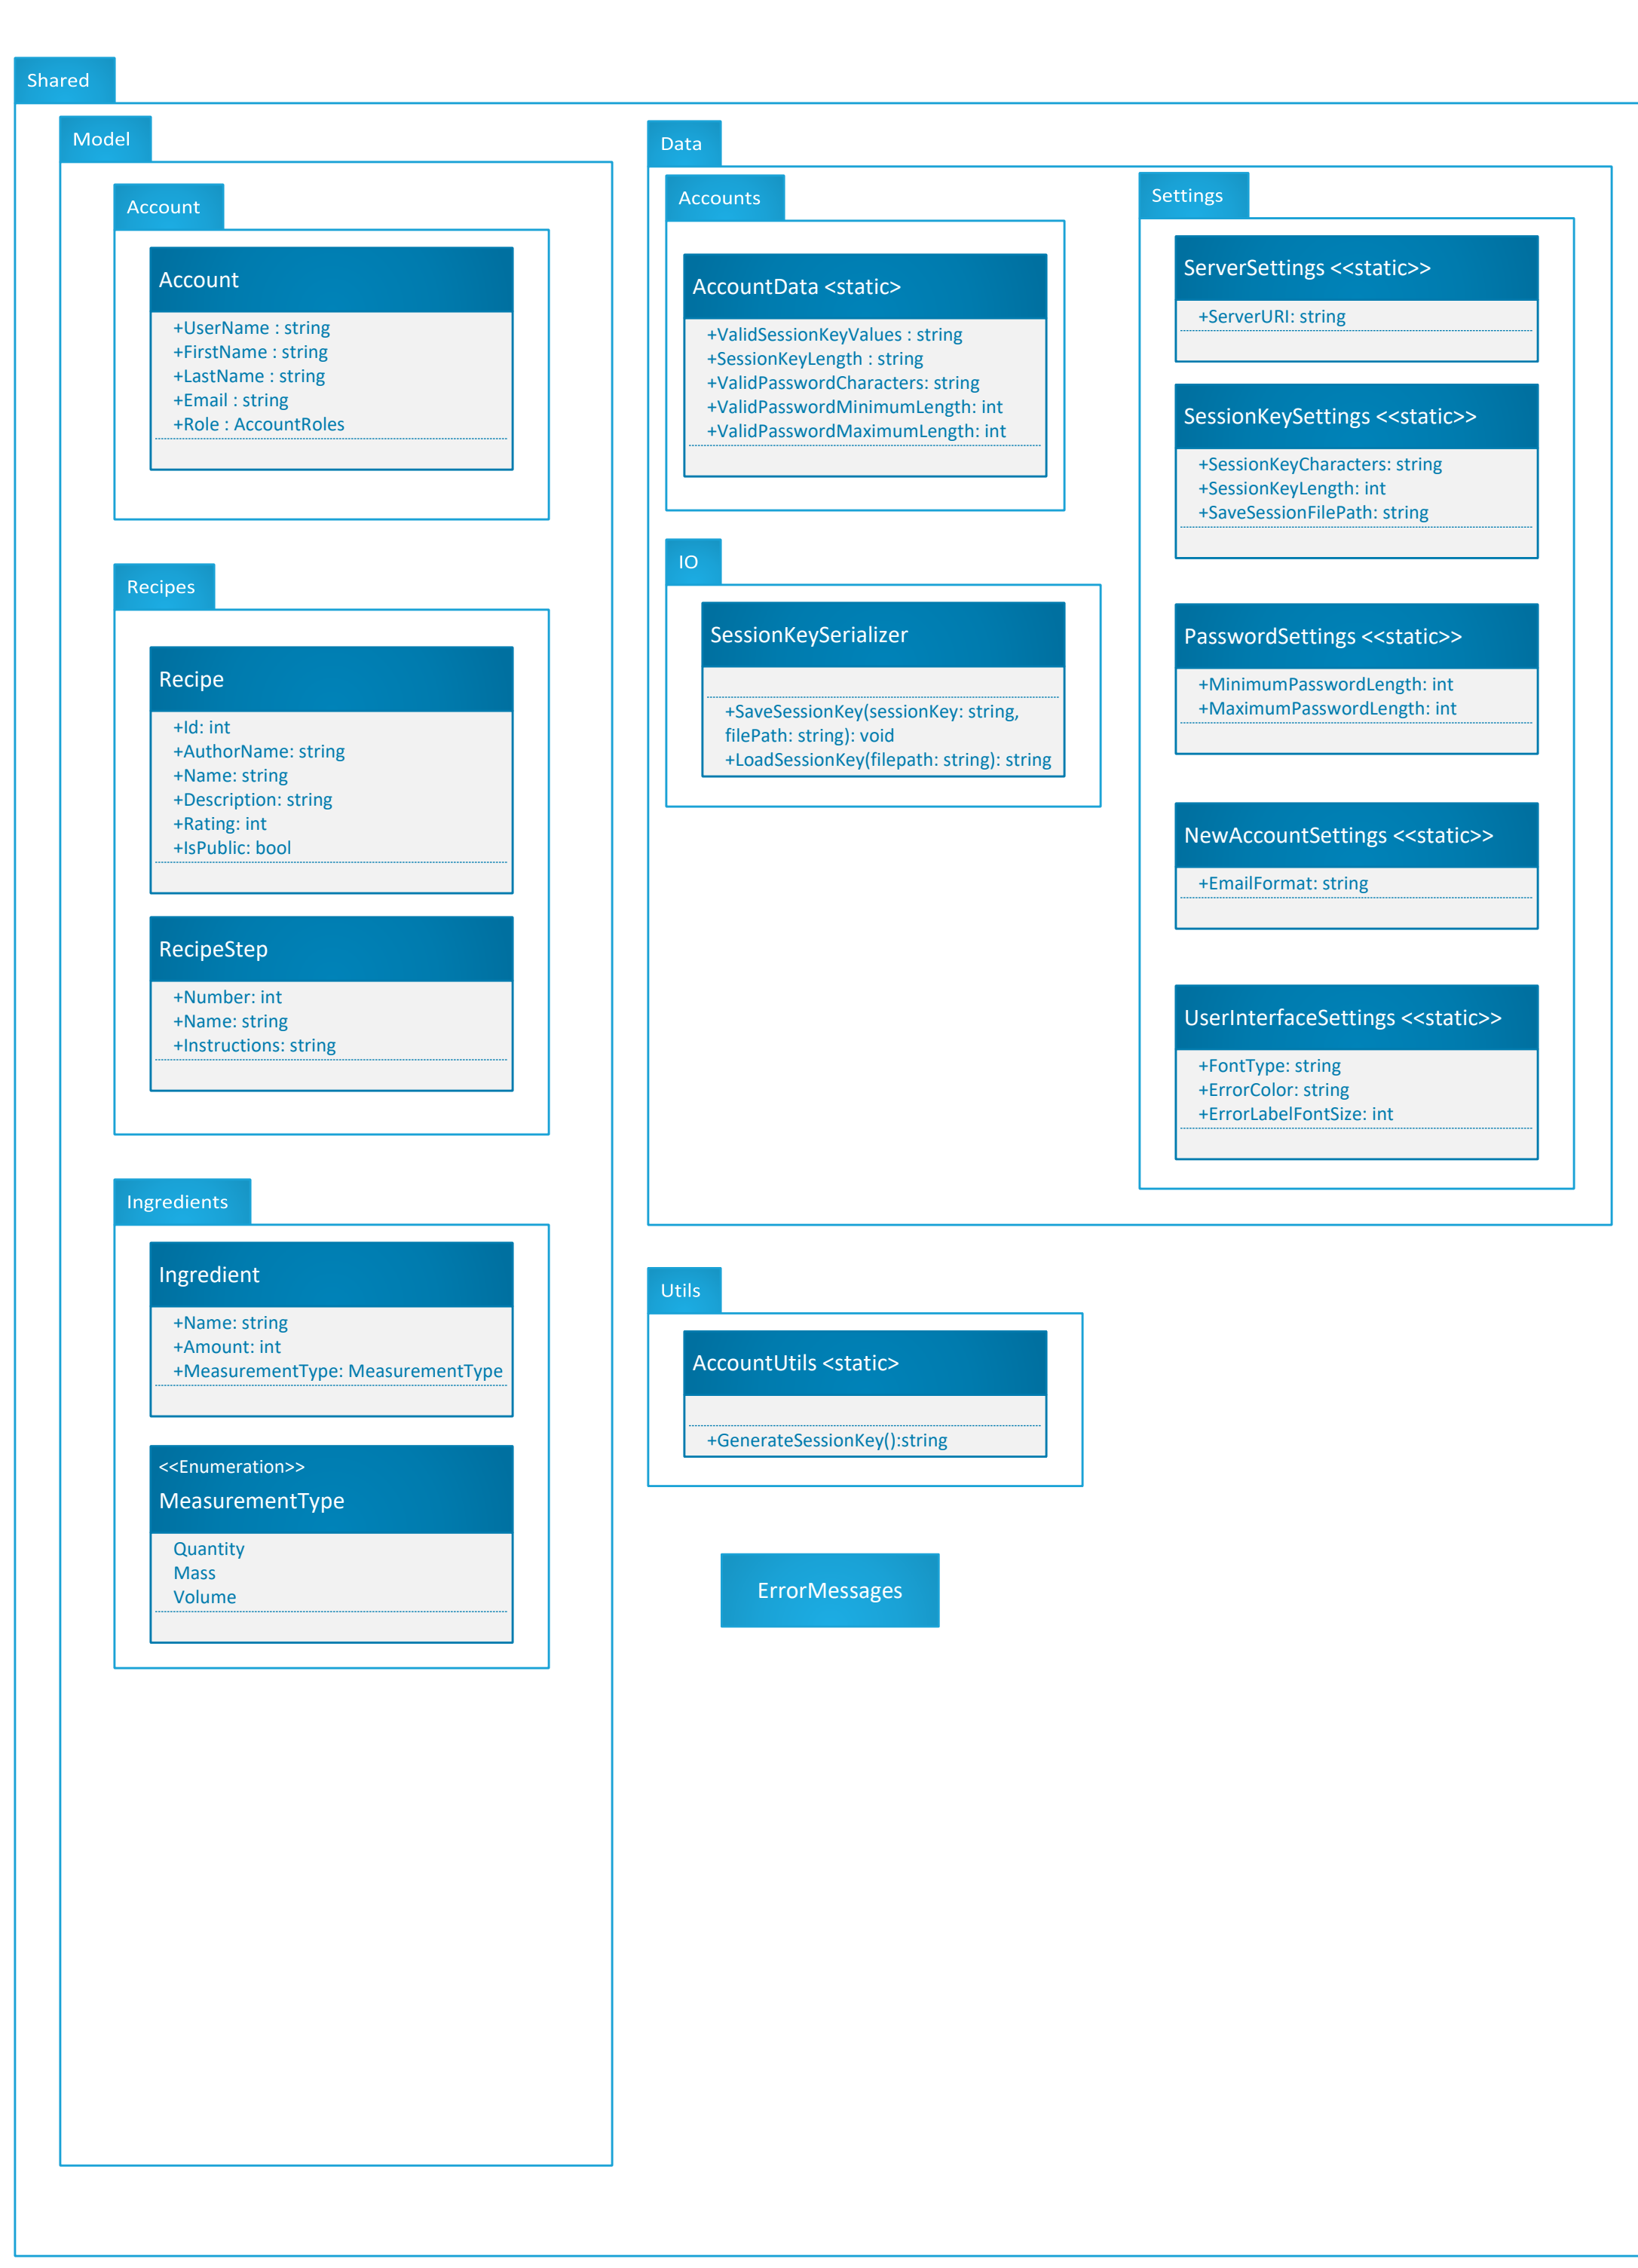 Shared
Model
Account
Account
+UserName : string
+FirstName : string
+LastName : string
+Email : string
+Role : AccountRoles
Recipes
Recipe
+Id: int
+AuthorName: string
+Name: string
+Description: string
+Rating: int
+IsPublic: bool
RecipeStep
+Number: int
+Name: string
+Instructions: string
Ingredients
Ingredient
+Name: string
+Amount: int
+MeasurementType: MeasurementType
<<Enumeration>>
MeasurementType
Quantity
Mass
Volume
Data
Accounts
AccountData <static>
+ValidSessionKeyValues : string
+SessionKeyLength : string
+ValidPasswordCharacters: string
+ValidPasswordMinimumLength: int
+ValidPasswordMaximumLength: int
IO
SessionKeySerializer
+SaveSessionKey(sessionKey: string,
filePath: string): void
+LoadSessionKey(filepath: string): string
Settings
ServerSettings <<static>>
+ServerURI: string
SessionKeySettings <<static>>
+SessionKeyCharacters: string
+SessionKeyLength: int
+SaveSessionFilePath: string
PasswordSettings <<static>>
+MinimumPasswordLength: int
+MaximumPasswordLength: int
NewAccountSettings <<static>>
+EmailFormat: string
UserInterfaceSettings <<static>>
+FontType: string
+ErrorColor: string
+ErrorLabelFontSize: int
Utils
AccountUtils <static>
+GenerateSessionKey():string
ErrorMessages